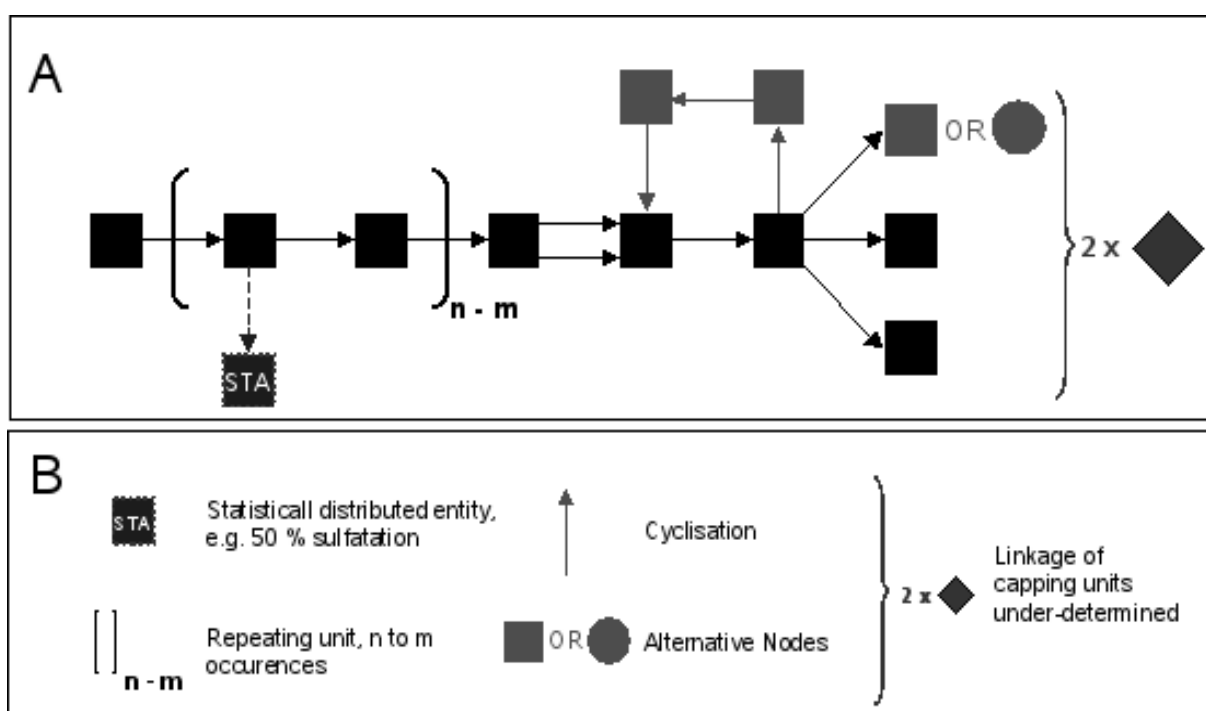 A
OR
2 x
n - m
STA
B
STA
Statisticall distributed entity,
e.g. 50 % sulfatation
Cyclisation
2 x
Linkage of
capping units
under-determined
[ ] n - m
Repeating unit, n to m
occurences
OR
Alternative Nodes